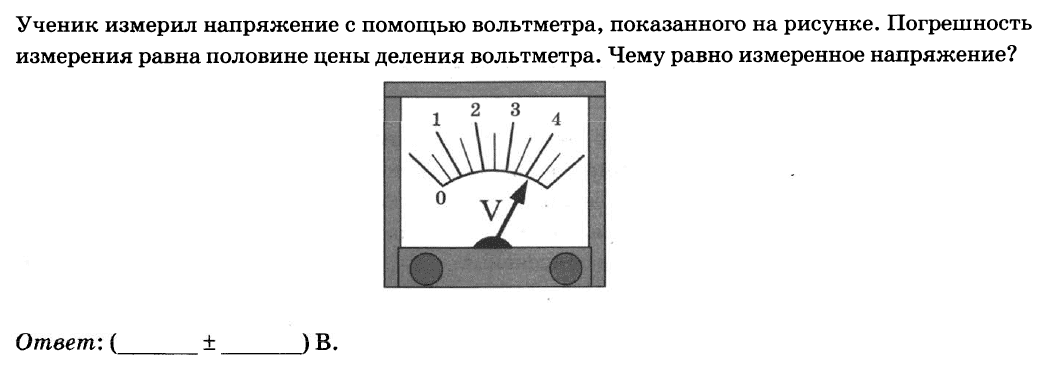 Ученик измерил напряжение с помощью вольтметра, показанного на рисунке. Погрешность
измерения равна половине цены деления вольтметра. Чему равно измеренное напряжение?
1 2 3 4
0
V
Ответ: (_______ ± _______) В.